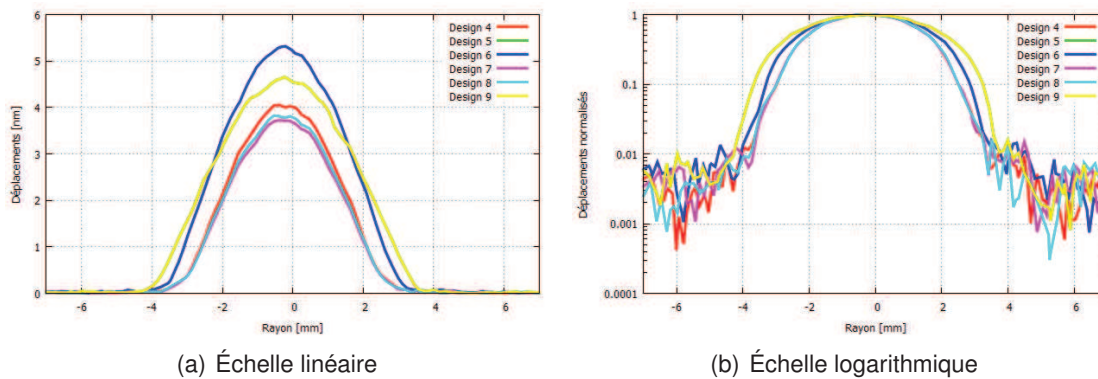 6
5
4
3
2
1
0
Déplacements [nm]
-6
-4
-2
0
2
4
6
Rayon [mm]
Design 4
Design 5
Design 6
Design 7
Design 8
Design 9
1
0.1
0.01
0.001
0.0001
Déplacements normalisés
-6
-4
-2
0
2
4
6
Rayon [mm]
Design 4
Design 5
Design 6
Design 7
Design 8
Design 9
(a) Échelle linéaire
(b) Échelle logarithmique